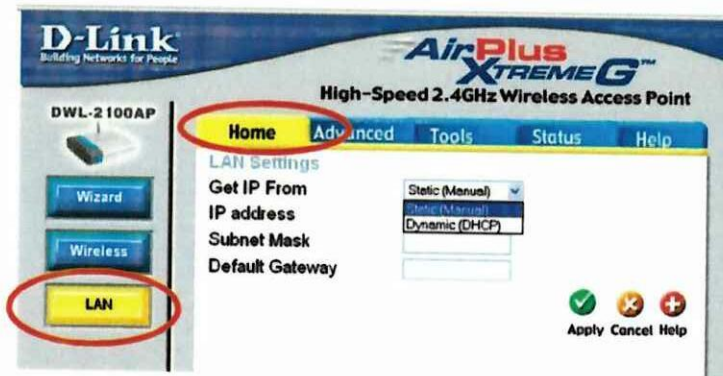 D-Link
Building Networks for People
AirPlus
XTREME G™
High-Speed 2.4GHz Wireless Access Point
DWL-2100AP
Home Advanced Tools Status Help
LAN Settings
Get IP From Static (Manual)
Static (Manual)
IP address Dynamic (DHCP)
Subnet Mask
Default Gateway
Wizard
Wireless
LAN
Apply Cancel Help